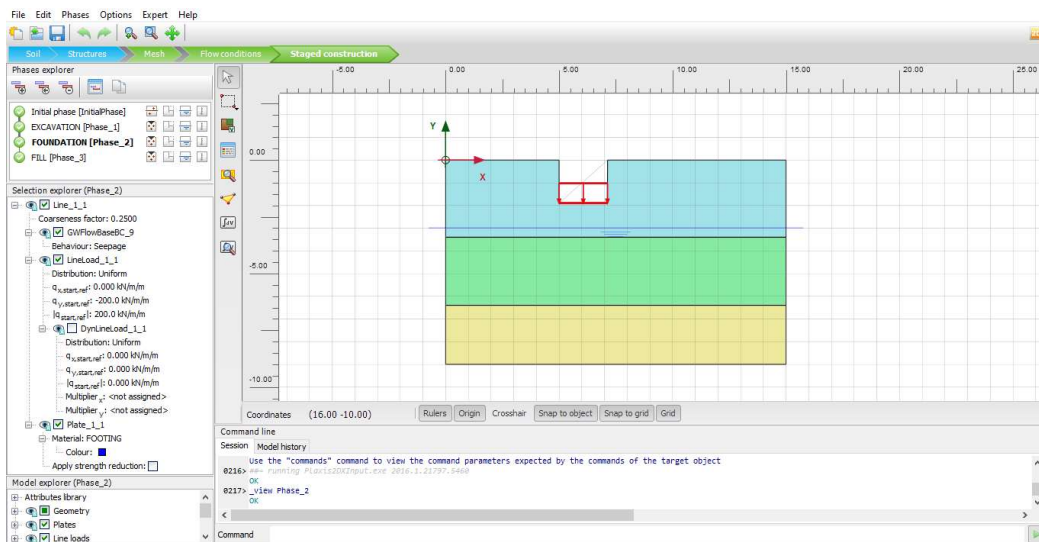 File Edit Phases Options Expert Help
Soil Structures Mesh Flow conditions Staged construction
Phases explorer
Initial phase [InitialPhase]
EXCAVATION [Phase_1]
FOUNDATION [Phase_2]
FILL [Phase_3]
Selection explorer (Phase_2)
Line_1_1
Coarseness factor: 0.2500
GWFlowBaseBC_9
Behaviour: Seepage
LineLoad_1_1
Distribution: Uniform
qx,start,ref: 0.000 kN/m/m
qy,start,ref: -200.0 kN/m/m
|qstart,ref|: 200.0 kN/m/m
DynLineLoad_1_1
Distribution: Uniform
qx,start,ref: 0.000 kN/m/m
qy,start,ref: 0.000 kN/m/m
|qstart,ref|: 0.000 kN/m/m
Multiplier x: <not assigned>
Multiplier y: <not assigned>
Plate_1_1
Material: FOOTING
Colour:
Apply strength reduction:
Model explorer (Phase_2)
Attributes library
Geometry
Plates
Line loads
-5.00 0.00 5.00 10.00 15.00 20.00 25.00
0.00
-5.00
-10.00
Y
X
∫dv
Coordinates (16.00 -10.00) Rulers Origin Crosshair Snap to object Snap to grid Grid
Command line
Session Model history
Use the "commands" command to view the command parameters expected by the commands of the target object
0216> ##- running Plaxis2DXInput.exe 2016.1.21797.5460
OK
0217> _view Phase_2
OK
Command